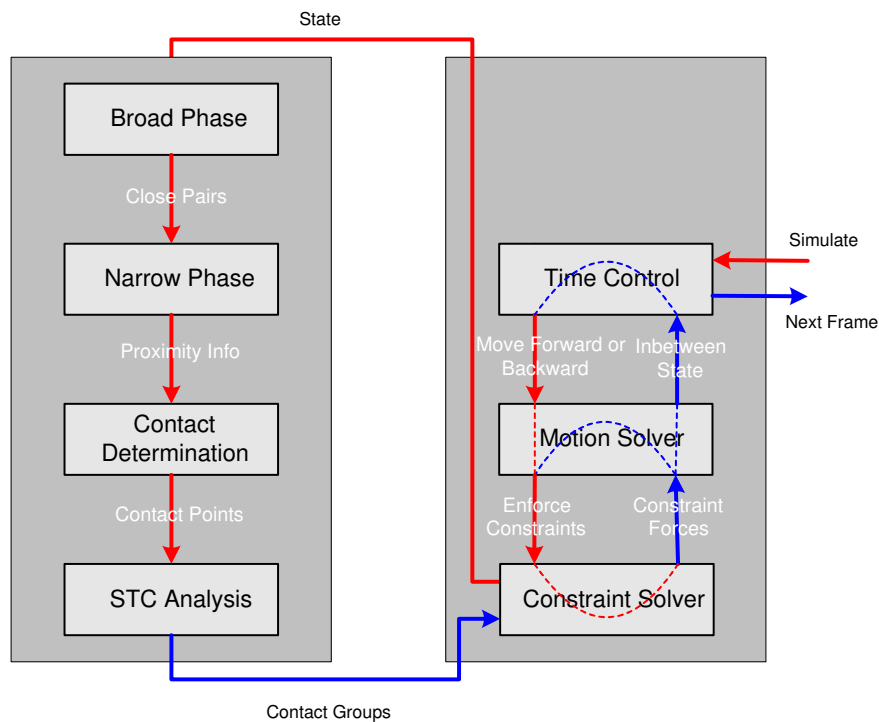 State
Broad Phase
Close Pairs
Narrow Phase
Proximity Info
Contact
Determination
Contact Points
STC Analysis
Contact Groups
Simulate
Time Control
Next Frame
Move Forward or
Backward
Inbetween
State
Motion Solver
Enforce
Constraints
Constraint
Forces
Constraint Solver